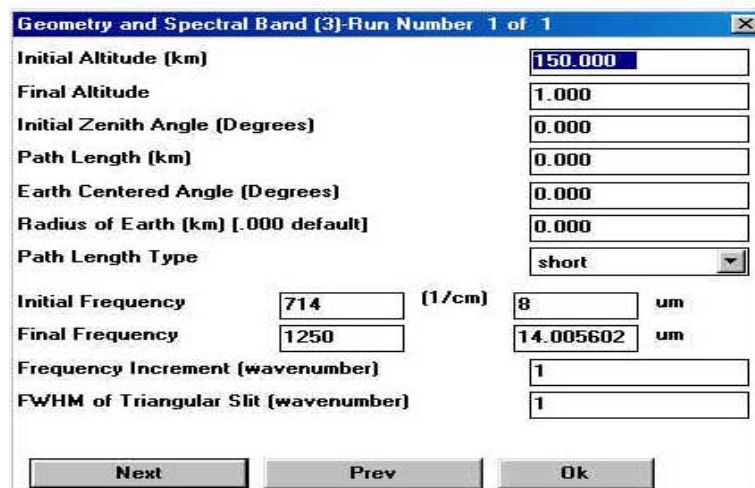 Geometry and Spectral Band (3)-Run Number 1 of 1
Initial Altitude (km) 150.000
Final Altitude 1.000
Initial Zenith Angle (Degrees) 0.000
Path Length (km) 0.000
Earth Centered Angle (Degrees) 0.000
Radius of Earth (km) [.000 default] 0.000
Path Length Type short
Initial Frequency 714 (1/cm) 8 um
Final Frequency 1250 14.005602 um
Frequency Increment (wavenumber) 1
FWHM of Triangular Slit (wavenumber) 1
Next Prev Ok